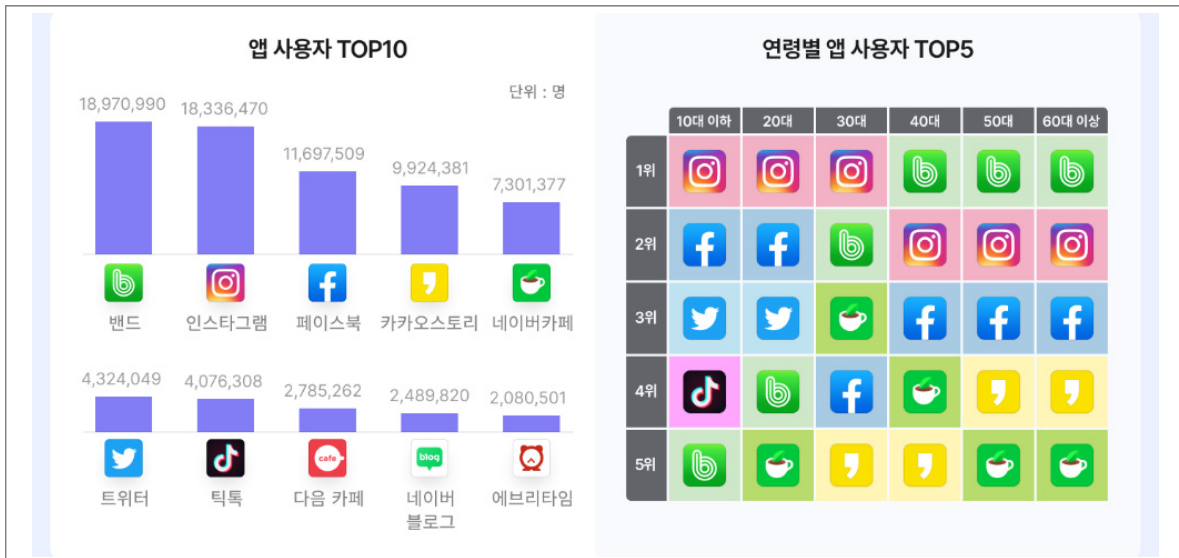 앱 사용자 TOP10
단위 : 명
18,970,990
18,336,470
11,697,509
9,924,381
7,301,377
밴드
인스타그램
페이스북
카카오스토리
네이버카페
4,324,049
4,076,308
2,785,262
2,489,820
2,080,501
cafe
blog
트위터
틱톡
다음 카페
네이버
블로그
에브리타임
연령별 앱 사용자 TOP5
10대 이하
20대
30대
40대
50대
60대 이상
1위
2위
3위
4위
5위